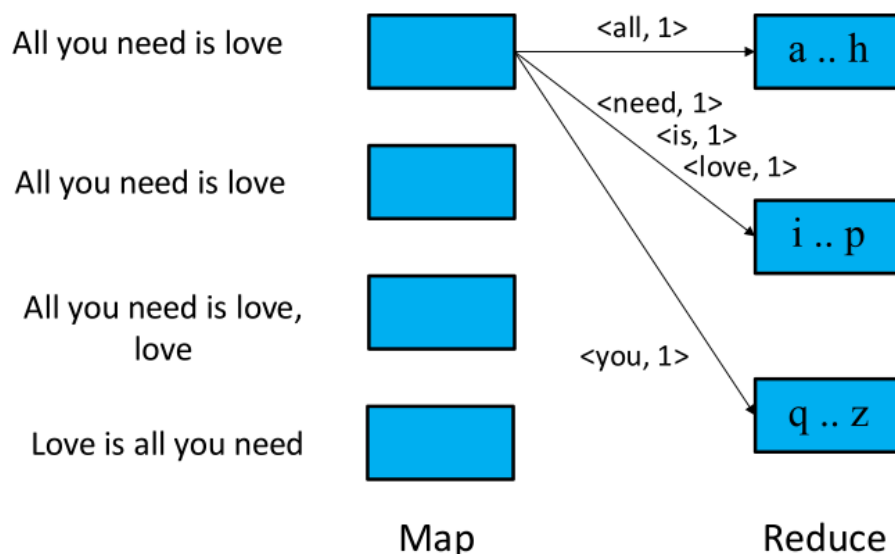 All you need is love
<all, 1>
a .. h
<need, 1>
<is, 1>
<love, 1>
All you need is love
i .. p
All you need is love,
love
<you, 1>
q .. z
Love is all you need
Map
Reduce